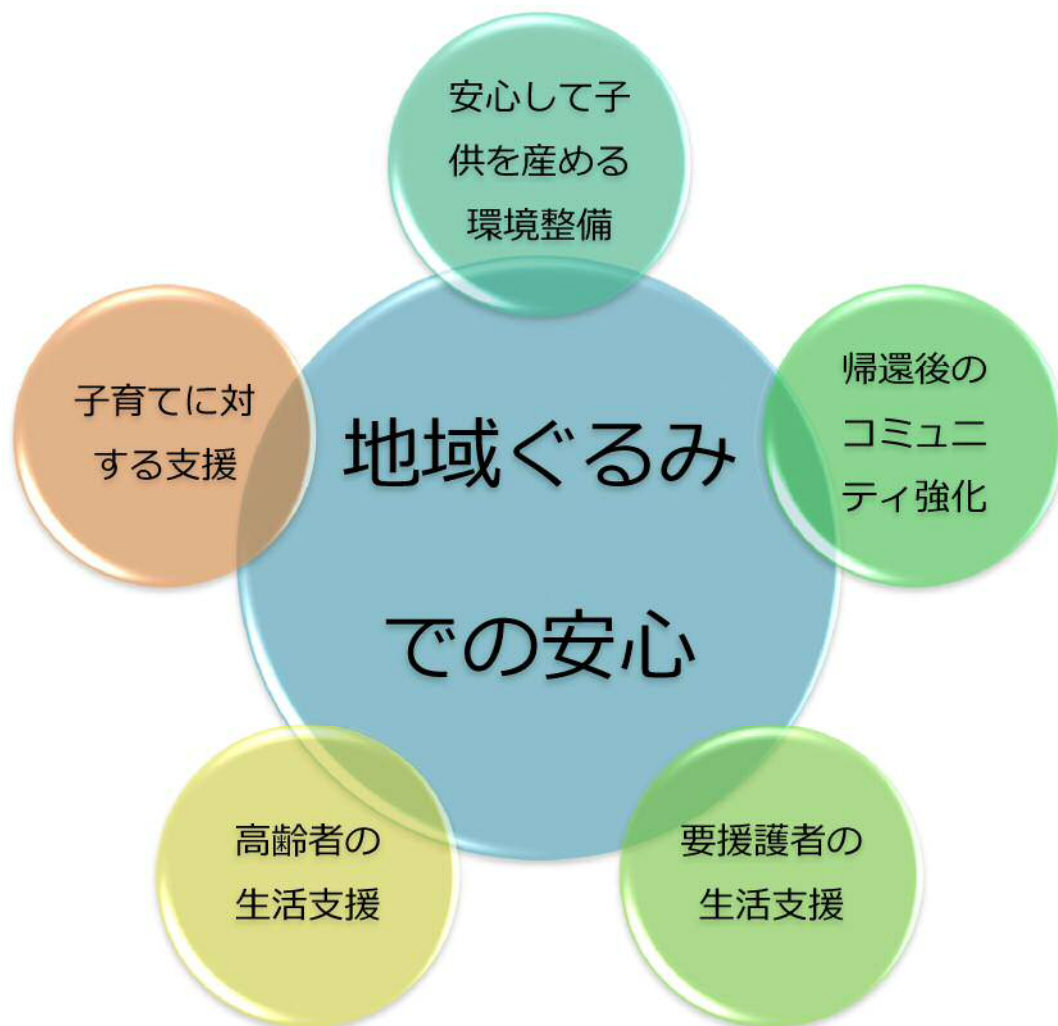 安心して子
供を産める
環境整備
帰還後の
コミュニ
ティ強化
子育てに対
する支援
地域ぐるみ
での安心
高齢者の
生活支援
要援護者の
生活支援